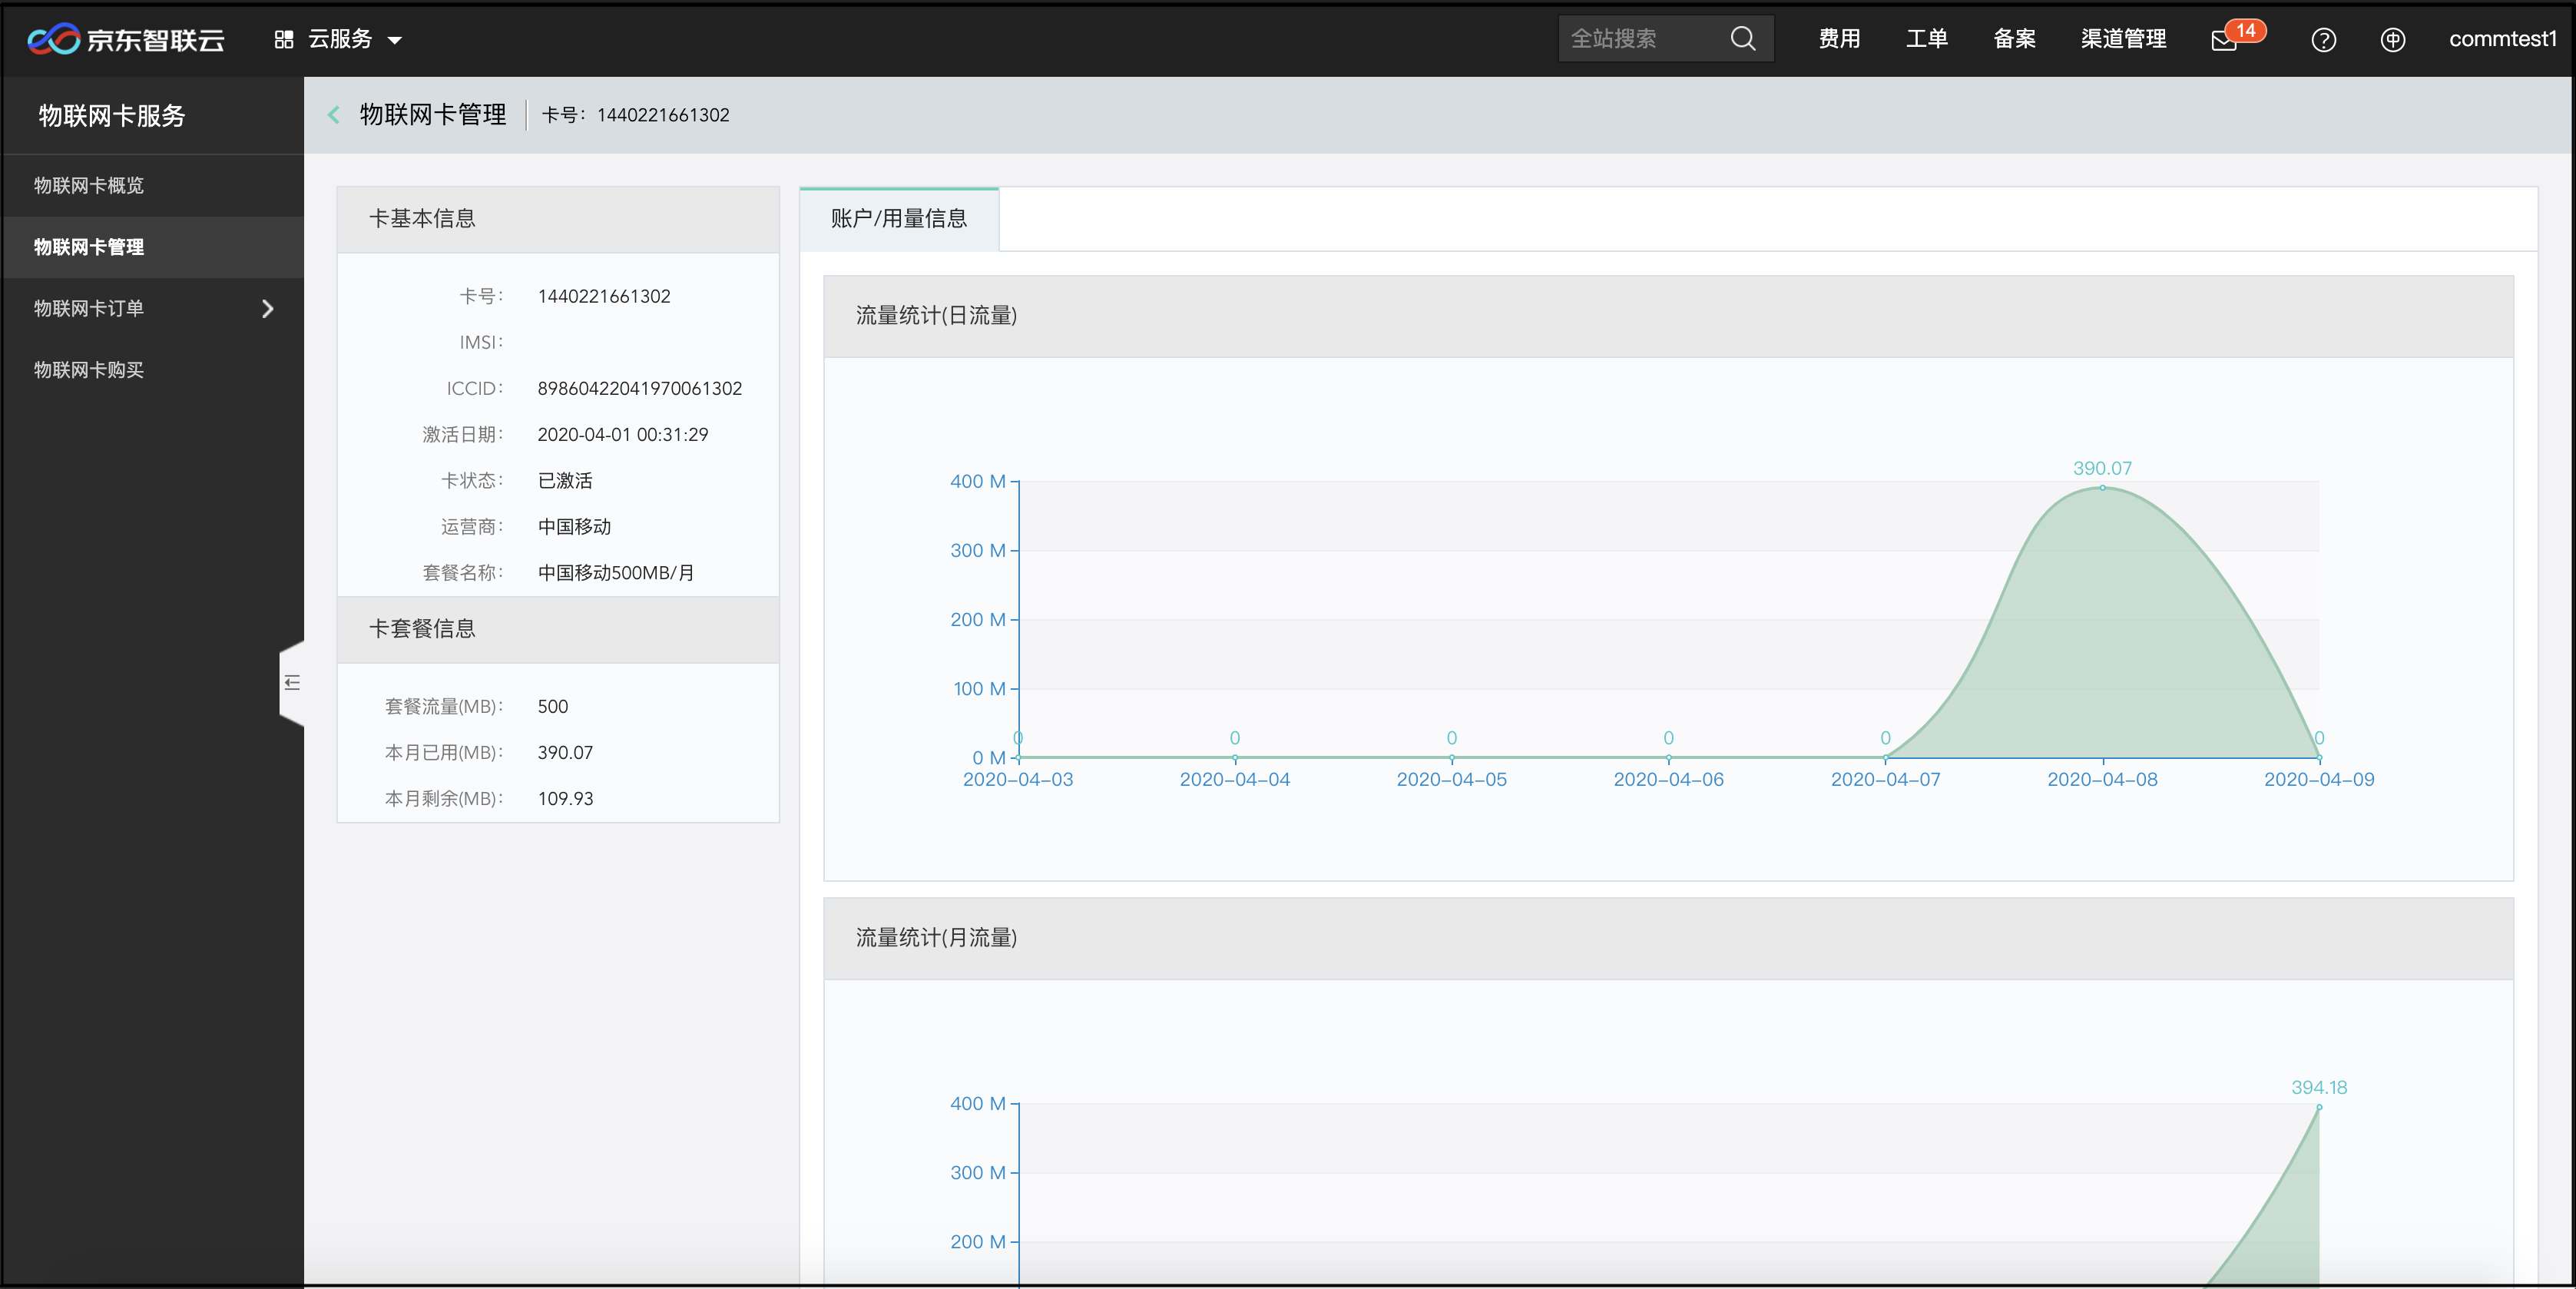 京东智联云 云服务 全站搜索 费用 工单 备案 渠道管理 14 commtest1
物联网卡服务
物联网卡概览
物联网卡管理
物联网卡订单
物联网卡购买
物联网卡管理 卡号：1440221661302
卡基本信息
卡号： 1440221661302
IMSI：
ICCID： 89860422041970061302
激活日期： 2020-04-01 00:31:29
卡状态： 已激活
运营商： 中国移动
套餐名称： 中国移动500MB/月
卡套餐信息
套餐流量(MB)： 500
本月已用(MB)： 390.07
本月剩余(MB)： 109.93
账户/用量信息
流量统计(日流量)
390.07
400 M
300 M
200 M
100 M
0 0 0 0 0 0
0 M
2020-04-03 2020-04-04 2020-04-05 2020-04-06 2020-04-07 2020-04-08 2020-04-09
流量统计(月流量)
394.18
400 M
300 M
200 M